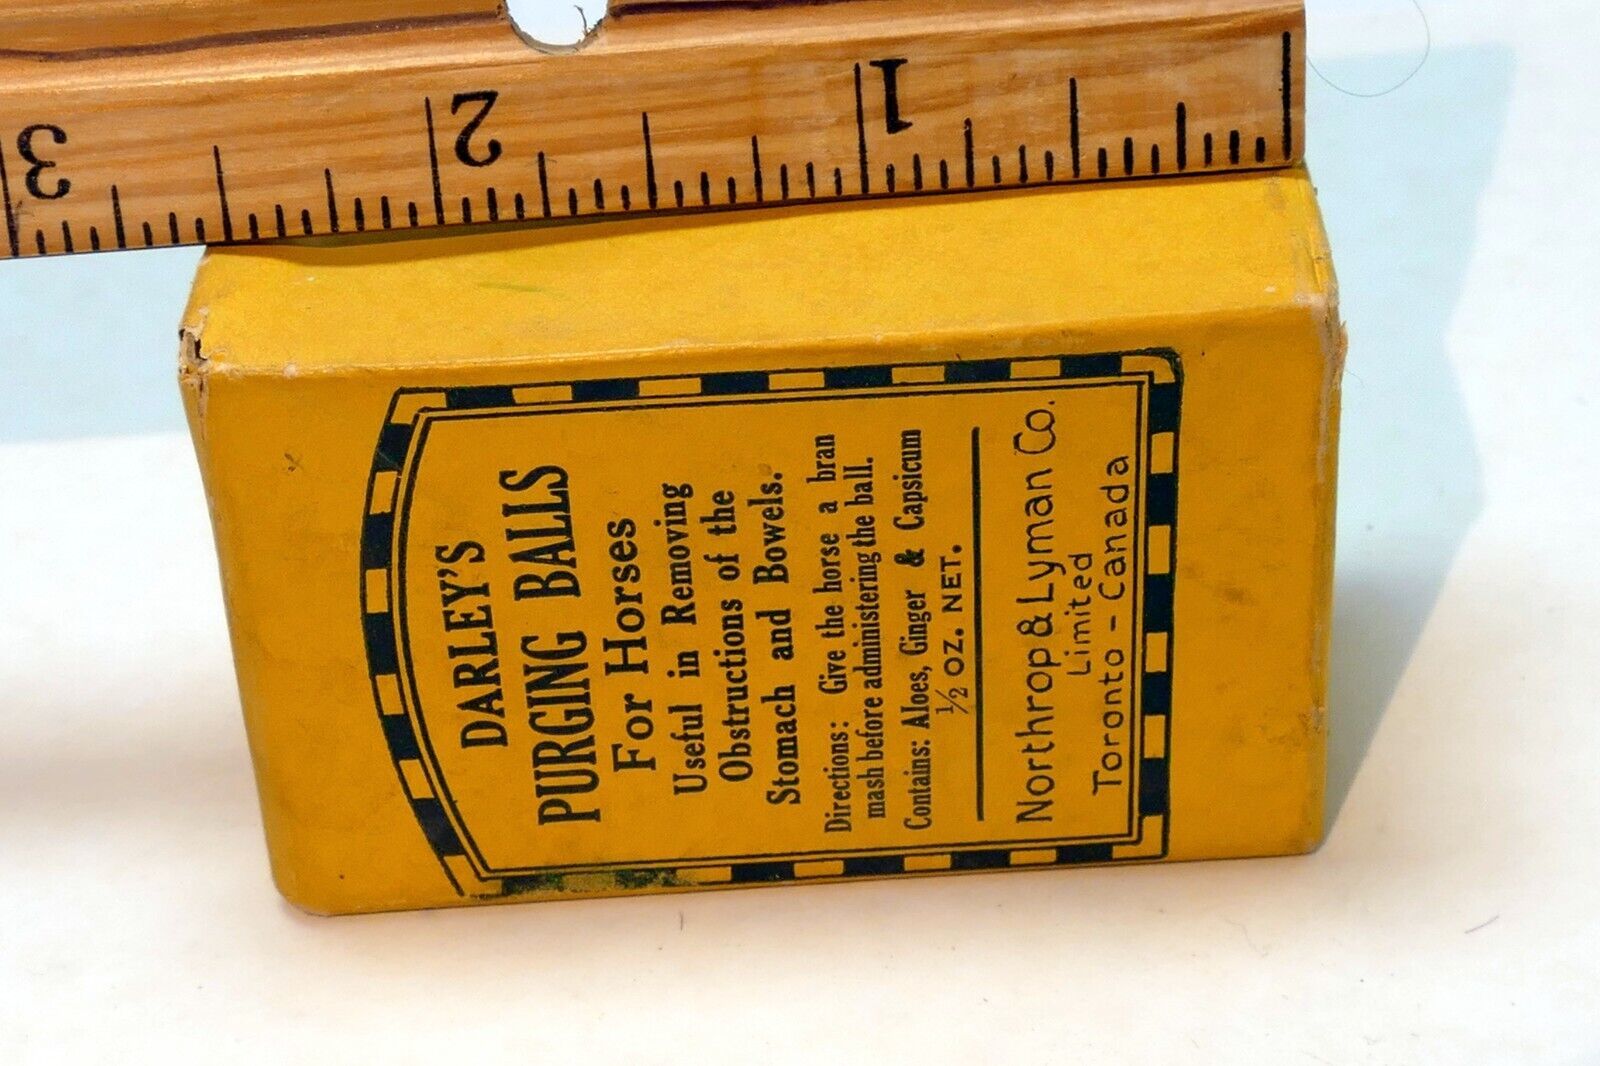 3 2 1
DARLEY'S
PURGING BALLS
For Horses
Useful in Removing
Obstructions of the
Stomach and Bowels.
Directions: Give the horse a bran
mash before administering the ball.
Contains: Aloes, Ginger & Capsicum
½ OZ. NET.
Northrop & Lyman Co.
Limited
Toronto - Canada